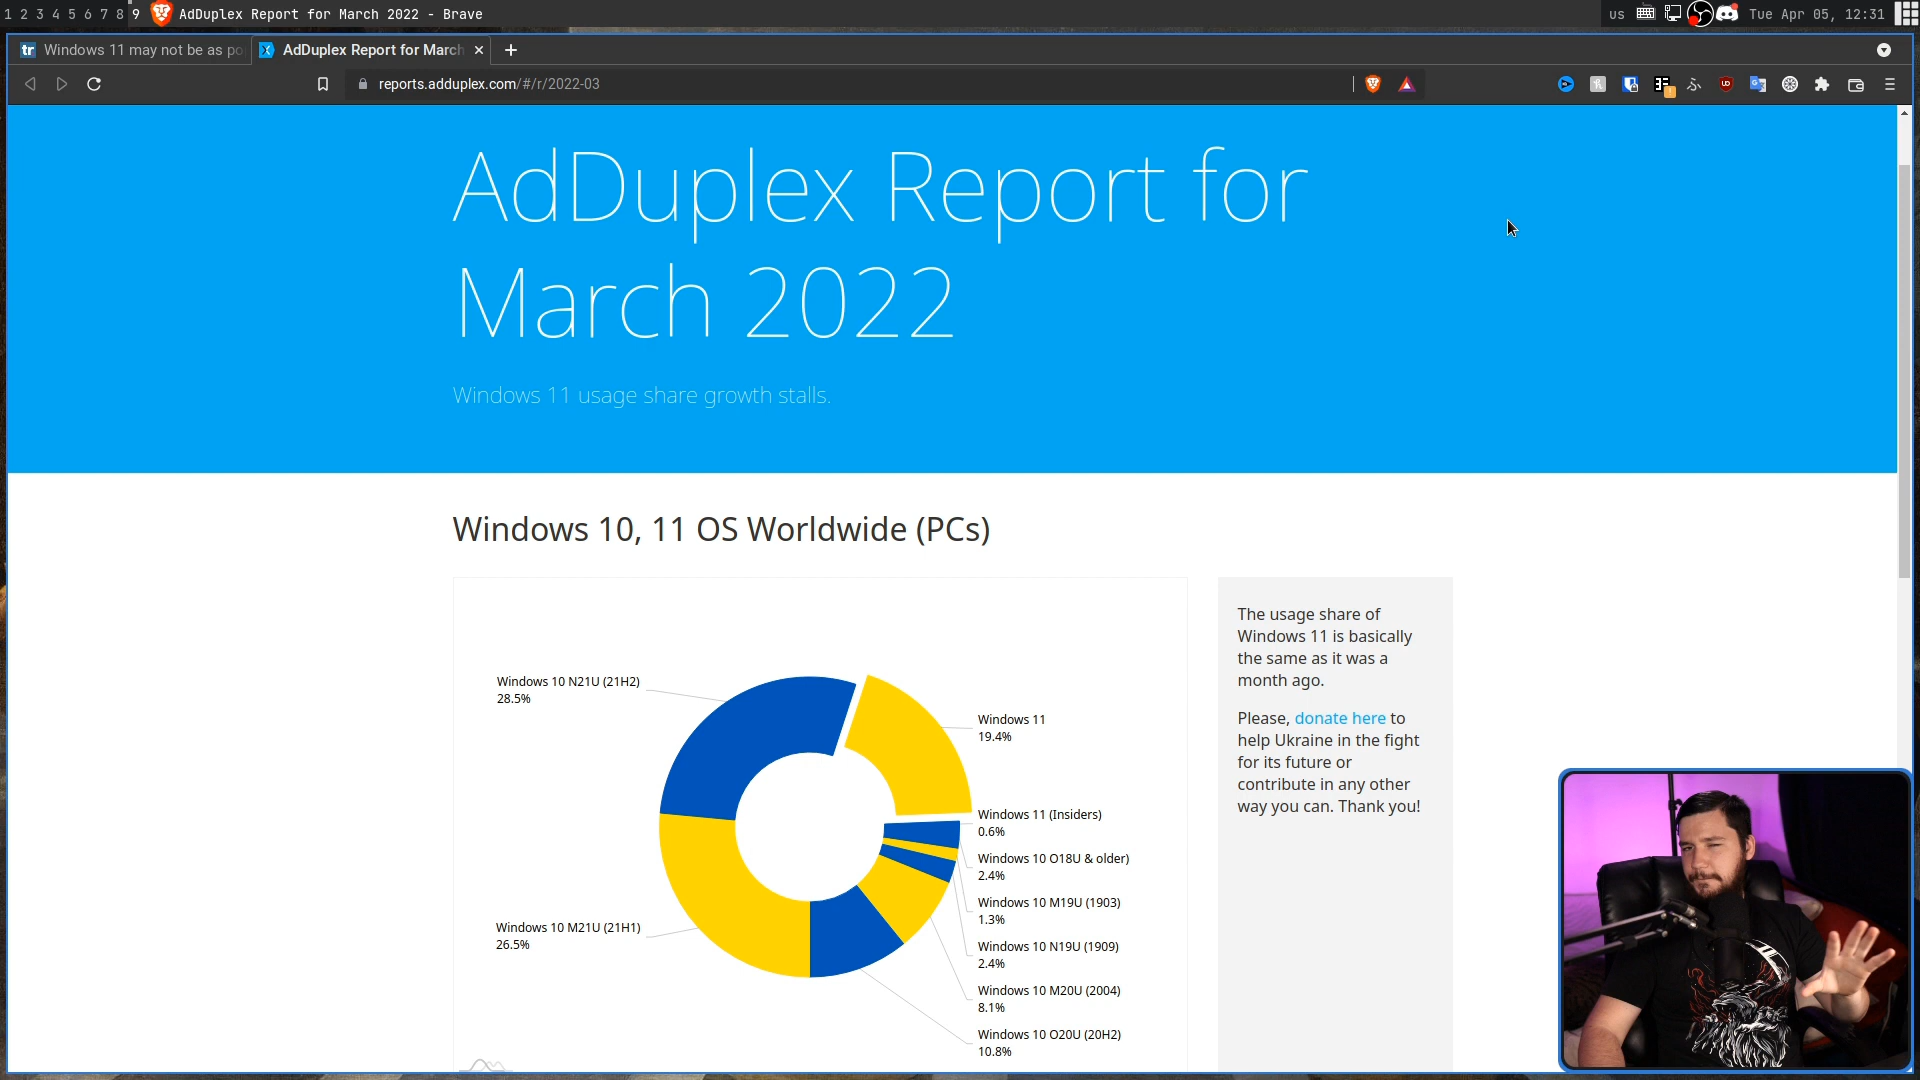 1 2 3 4 5 6 7 8 9 AdDuplex Report for March 2022 - Brave
us Tue Apr 05, 12:31
tr Windows 11 may not be as po
AdDuplex Report for March
reports.adduplex.com/#/r/2022-03
AdDuplex Report for
March 2022
Windows 11 usage share growth stalls.
Windows 10, 11 OS Worldwide (PCs)
Windows 10 N21U (21H2)
28.5%
Windows 10 M21U (21H1)
26.5%
Windows 11
19.4%
Windows 11 (Insiders)
0.6%
Windows 10 O18U & older)
2.4%
Windows 10 M19U (1903)
1.3%
Windows 10 N19U (1909)
2.4%
Windows 10 M20U (2004)
8.1%
Windows 10 O20U (20H2)
10.8%
The usage share of
Windows 11 is basically
the same as it was a
month ago.
Please, donate here to
help Ukraine in the fight
for its future or
contribute in any other
way you can. Thank you!